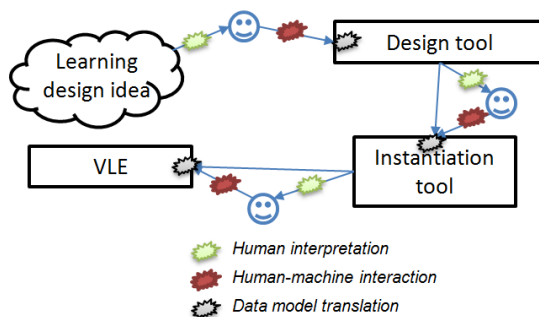 Learning
design idea
Design tool
VLE
Instantiation
tool
Human interpretation
Human-machine interaction
Data model translation